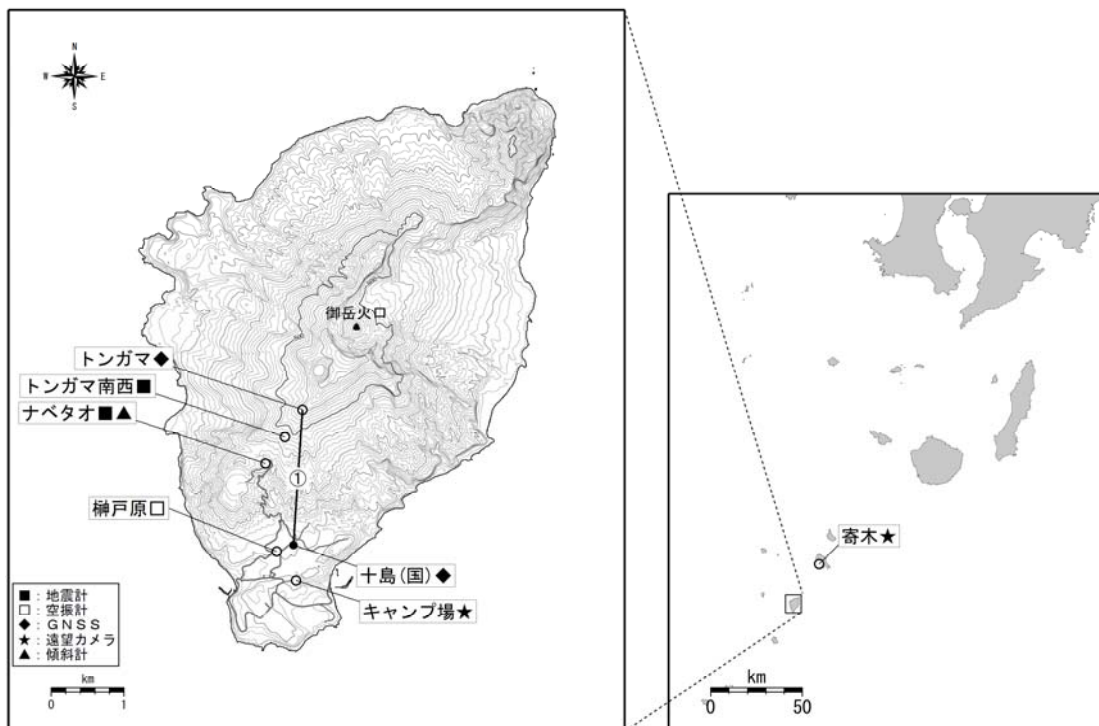 N
W E
S
御岳火口
トンガマ◆
トンガマ南西■
ナベタオ■▲
①
榊戸原□
十島(国)◆
キャンプ場★
寄木★
■:地震計
□:空振計
◆:GNSS
★:遠望カメラ
▲:傾斜計
km
0 1
km
0 50